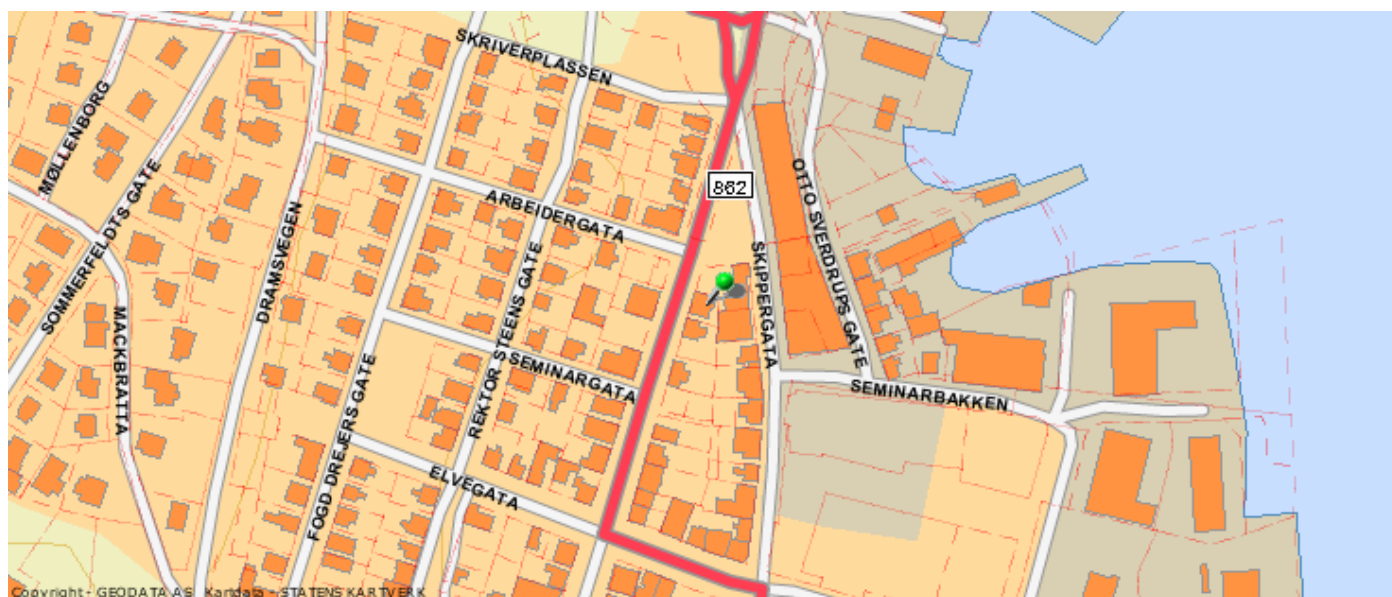 SKRIVERPLASSEN
MØLLENBORG
862
OTTO SVERDRUPS GATE
SOMMERFELDTS GATE
ARBEIDERGATA
DRAMSVEGEN
REKTOR STEENS GATE
SKIPPERGATA
MACKBRATTA
SEMINARGATA
FOGD DREJERS GATE
SEMINARBAKKEN
ELVEGATA
Copyright - GEODATA AS Kartdata - STATENS KARTVERK